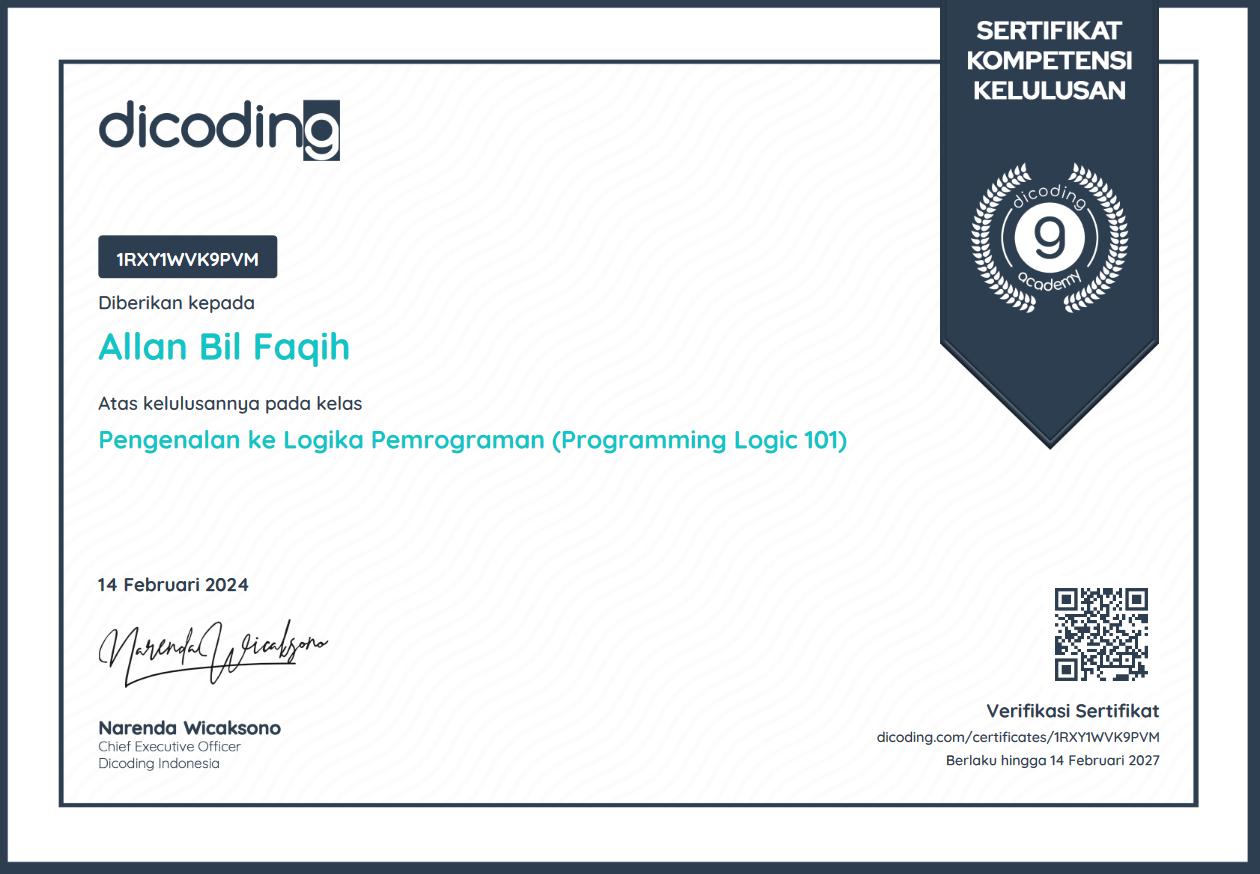 SERTIFIKAT
KOMPETENSI
KELULUSAN
dicoding
dicoding
9
academy
1RXY1WVK9PVM
Diberikan kepada
Allan Bil Faqih
Atas kelulusannya pada kelas
Pengenalan ke Logika Pemrograman (Programming Logic 101)
14 Februari 2024
Narenda Wicaksono
Narenda Wicaksono
Chief Executive Officer
Dicoding Indonesia
Verifikasi Sertifikat
dicoding.com/certificates/1RXY1WVK9PVM
Berlaku hingga 14 Februari 2027